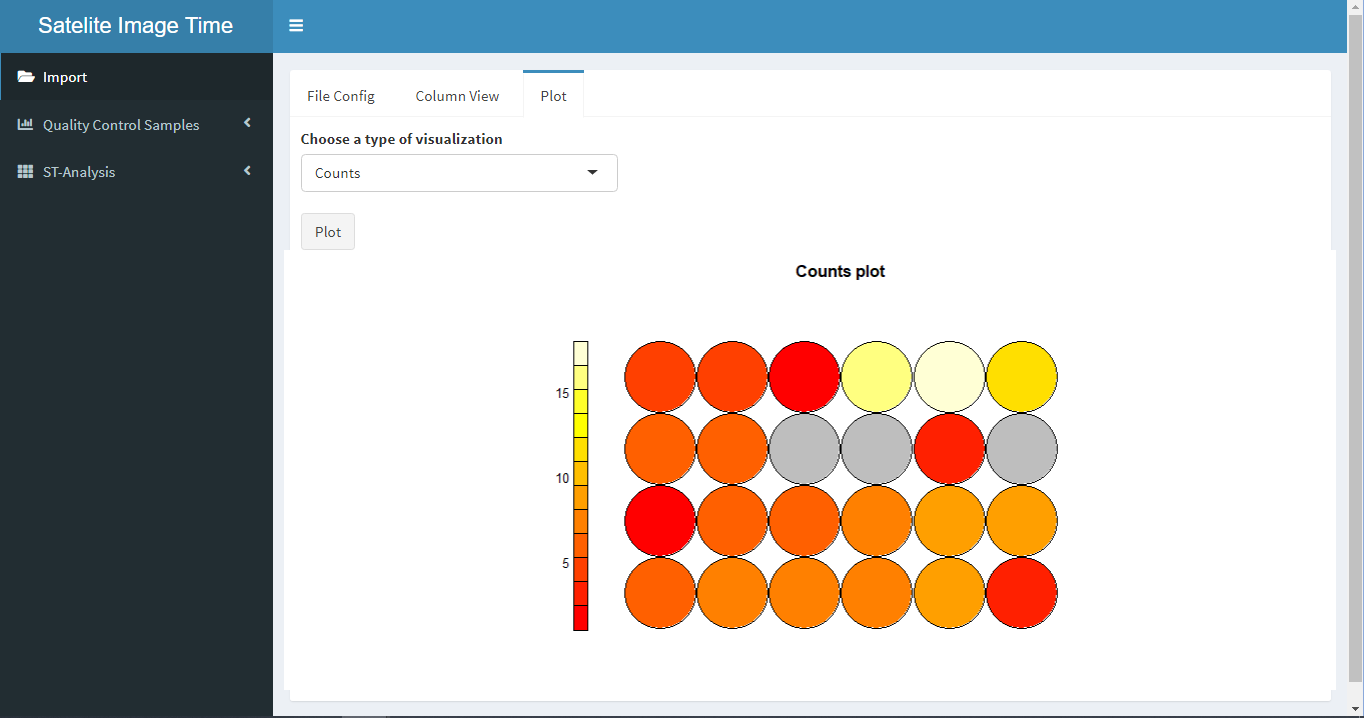 Satelite Image Time
Import
Quality Control Samples
ST-Analysis
File Config
Column View
Plot
Choose a type of visualization
Counts
Plot
Counts plot
15
10
5